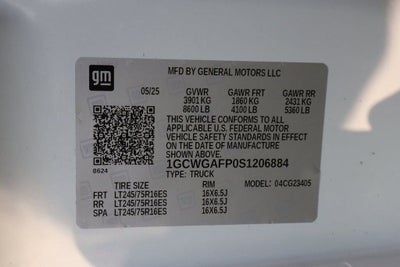 gm
MFD BY GENERAL MOTORS LLC
05/25 GVWR GAWR FRT GAWR RR
3901 KG 1860 KG 2431 KG
8600 LB 4100 LB 5360 LB
THIS VEHICLE CONFORMS TO ALL
APPLICABLE U.S. FEDERAL MOTOR
VEHICLE SAFETY STANDARDS IN EFFECT
ON THE DATE OF MANUFACTURE
SHOWN ABOVE.
8624 1GCWGAFP0S1206884
TYPE: TRUCK
TIRE SIZE RIM MODEL: 04CG23405
FRT LT245/75R16ES 16X6.5J
RR LT245/75R16ES 16X6.5J
SPA LT245/75R16ES 16X6.5J